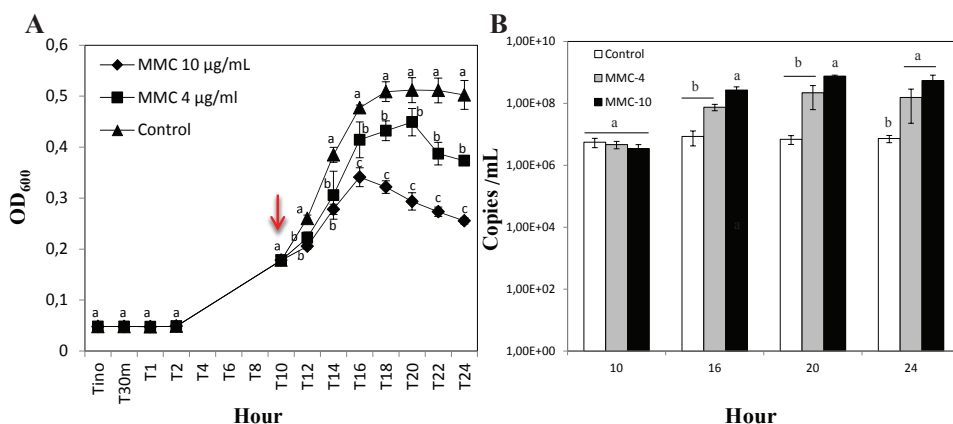 A
0,6
0,5
0,4
0,3
0,2
0,1
0
OD600
MMC 10 µg/mL
MMC 4 µg/ml
Control
a a a a
a
a b b
a b b
a b c
a b c
a b c
a b c
a b c
Tino T30m T1 T2 T4 T6 T8 T10 T12 T14 T16 T18 T20 T22 T24
Hour
B
1,00E+10
1,00E+08
1,00E+06
1,00E+04
1,00E+02
1,00E+00
Copies /mL
Control
MMC-4
MMC-10
a
b a
b a
b a
a
10 16 20 24
Hour